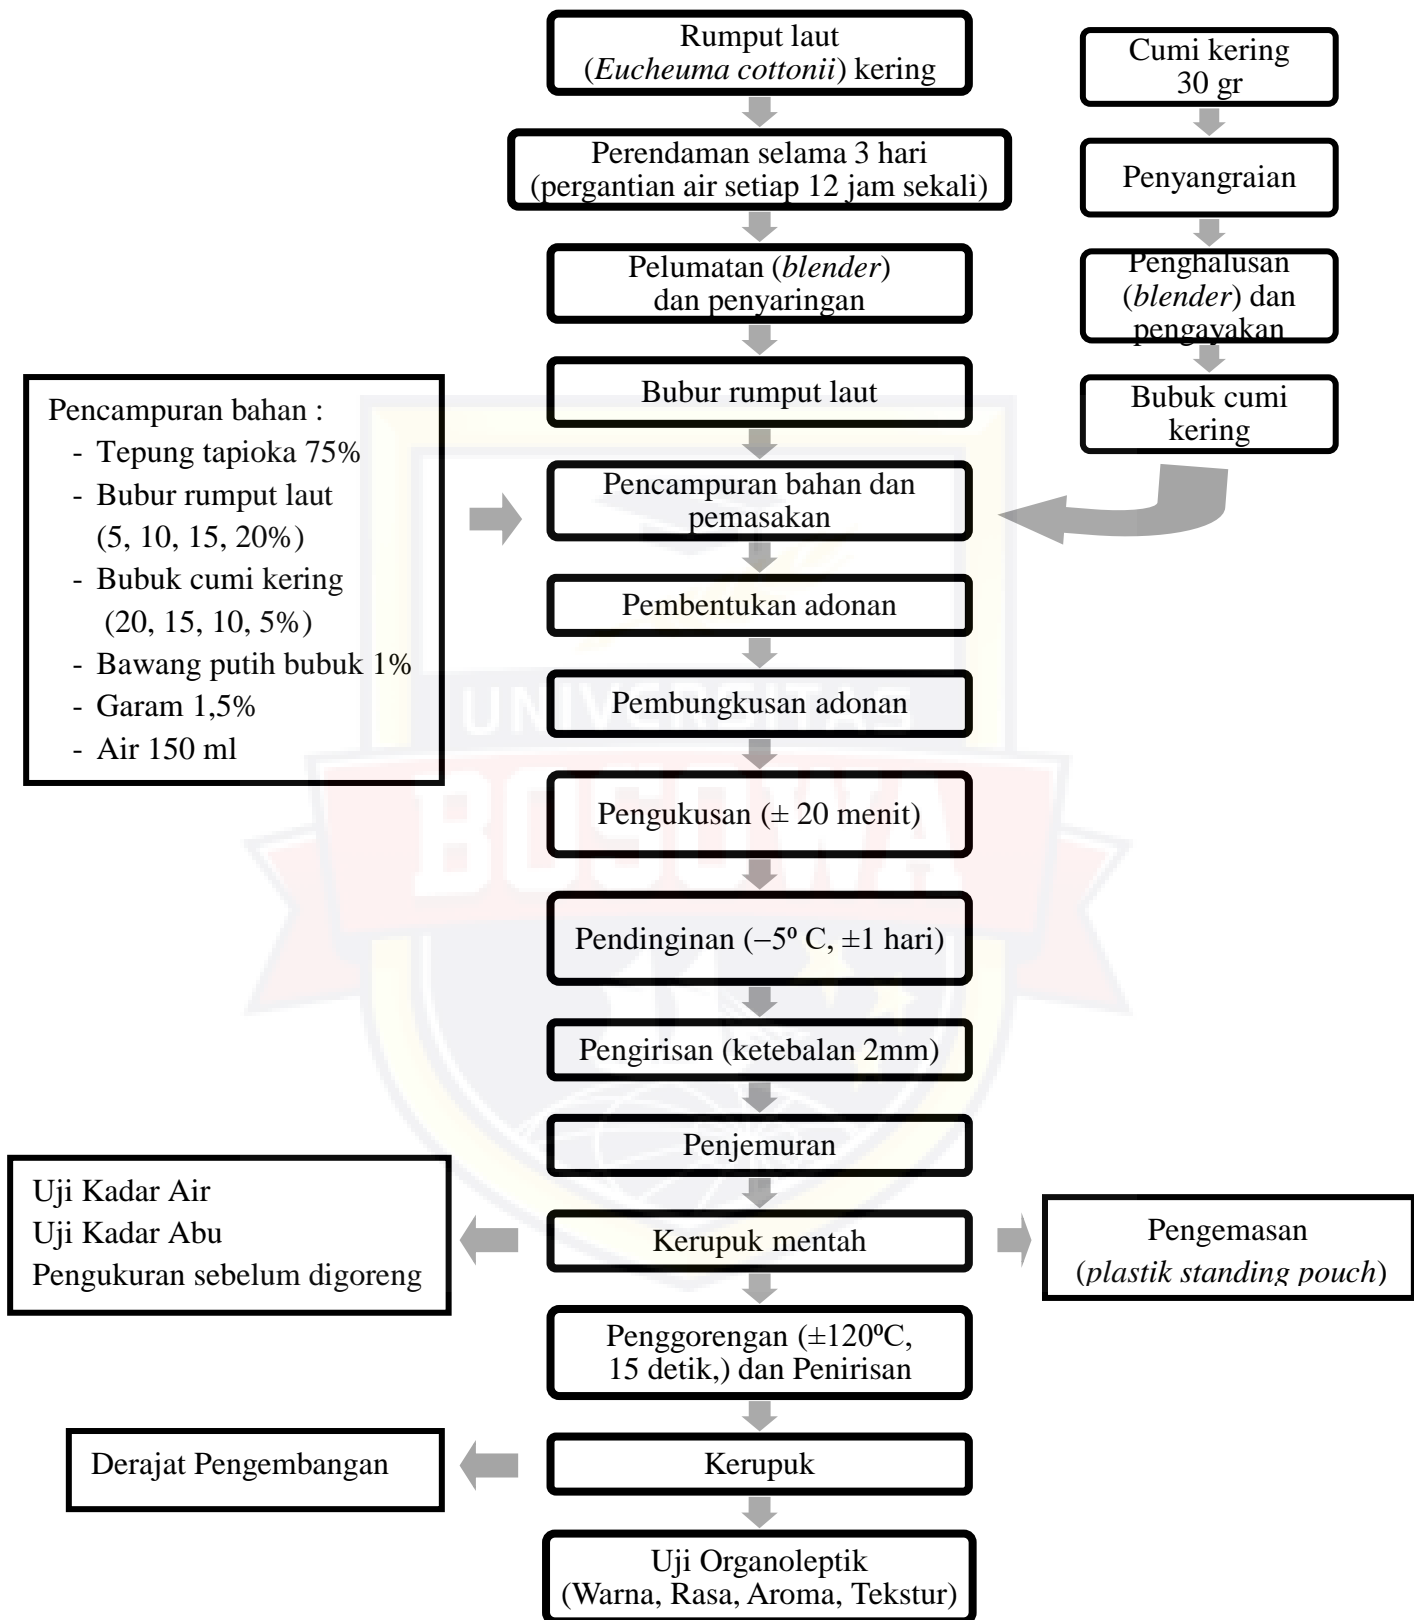 Rumput laut
(Eucheuma cottonii) kering
Perendaman selama 3 hari
(pergantian air setiap 12 jam sekali)
Pelumatan (blender)
dan penyaringan
Bubur rumput laut
Cumi kering
30 gr
Penyangraian
Penghalusan
(blender) dan
pengayakan
Bubuk cumi
kering
Pencampuran bahan :
- Tepung tapioka 75%
- Bubur rumput laut
(5, 10, 15, 20%)
- Bubuk cumi kering
(20, 15, 10, 5%)
- Bawang putih bubuk 1%
- Garam 1,5%
- Air 150 ml
Pencampuran bahan dan
pemasakan
Pembentukan adonan
Pembungkusan adonan
Pengukusan (± 20 menit)
Pendinginan (–5⁰ C, ±1 hari)
Pengirisan (ketebalan 2mm)
Penjemuran
Kerupuk mentah
Uji Kadar Air
Uji Kadar Abu
Pengukuran sebelum digoreng
Pengemasan
(plastik standing pouch)
Penggorengan (±120⁰C,
15 detik,) dan Penirisan
Kerupuk
Derajat Pengembangan
Uji Organoleptik
(Warna, Rasa, Aroma, Tekstur)
UNIVERSITAS
BOSOWA